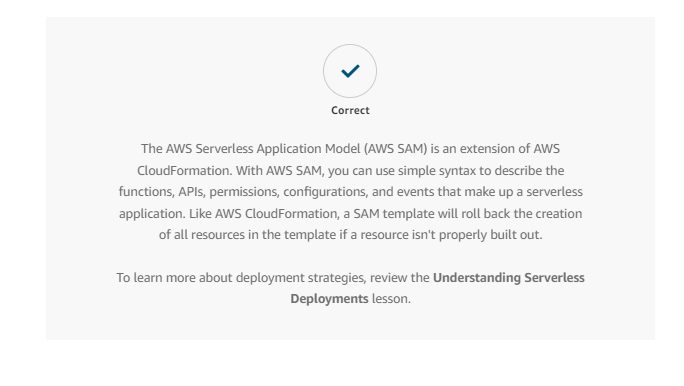 Correct
The AWS Serverless Application Model (AWS SAM) is an extension of AWS
CloudFormation. With AWS SAM, you can use simple syntax to describe the
functions, APIs, permissions, configurations, and events that make up a serverless
application. Like AWS CloudFormation, a SAM template will roll back the creation
of all resources in the template if a resource isn't properly built out.
To learn more about deployment strategies, review the Understanding Serverless
Deployments lesson.